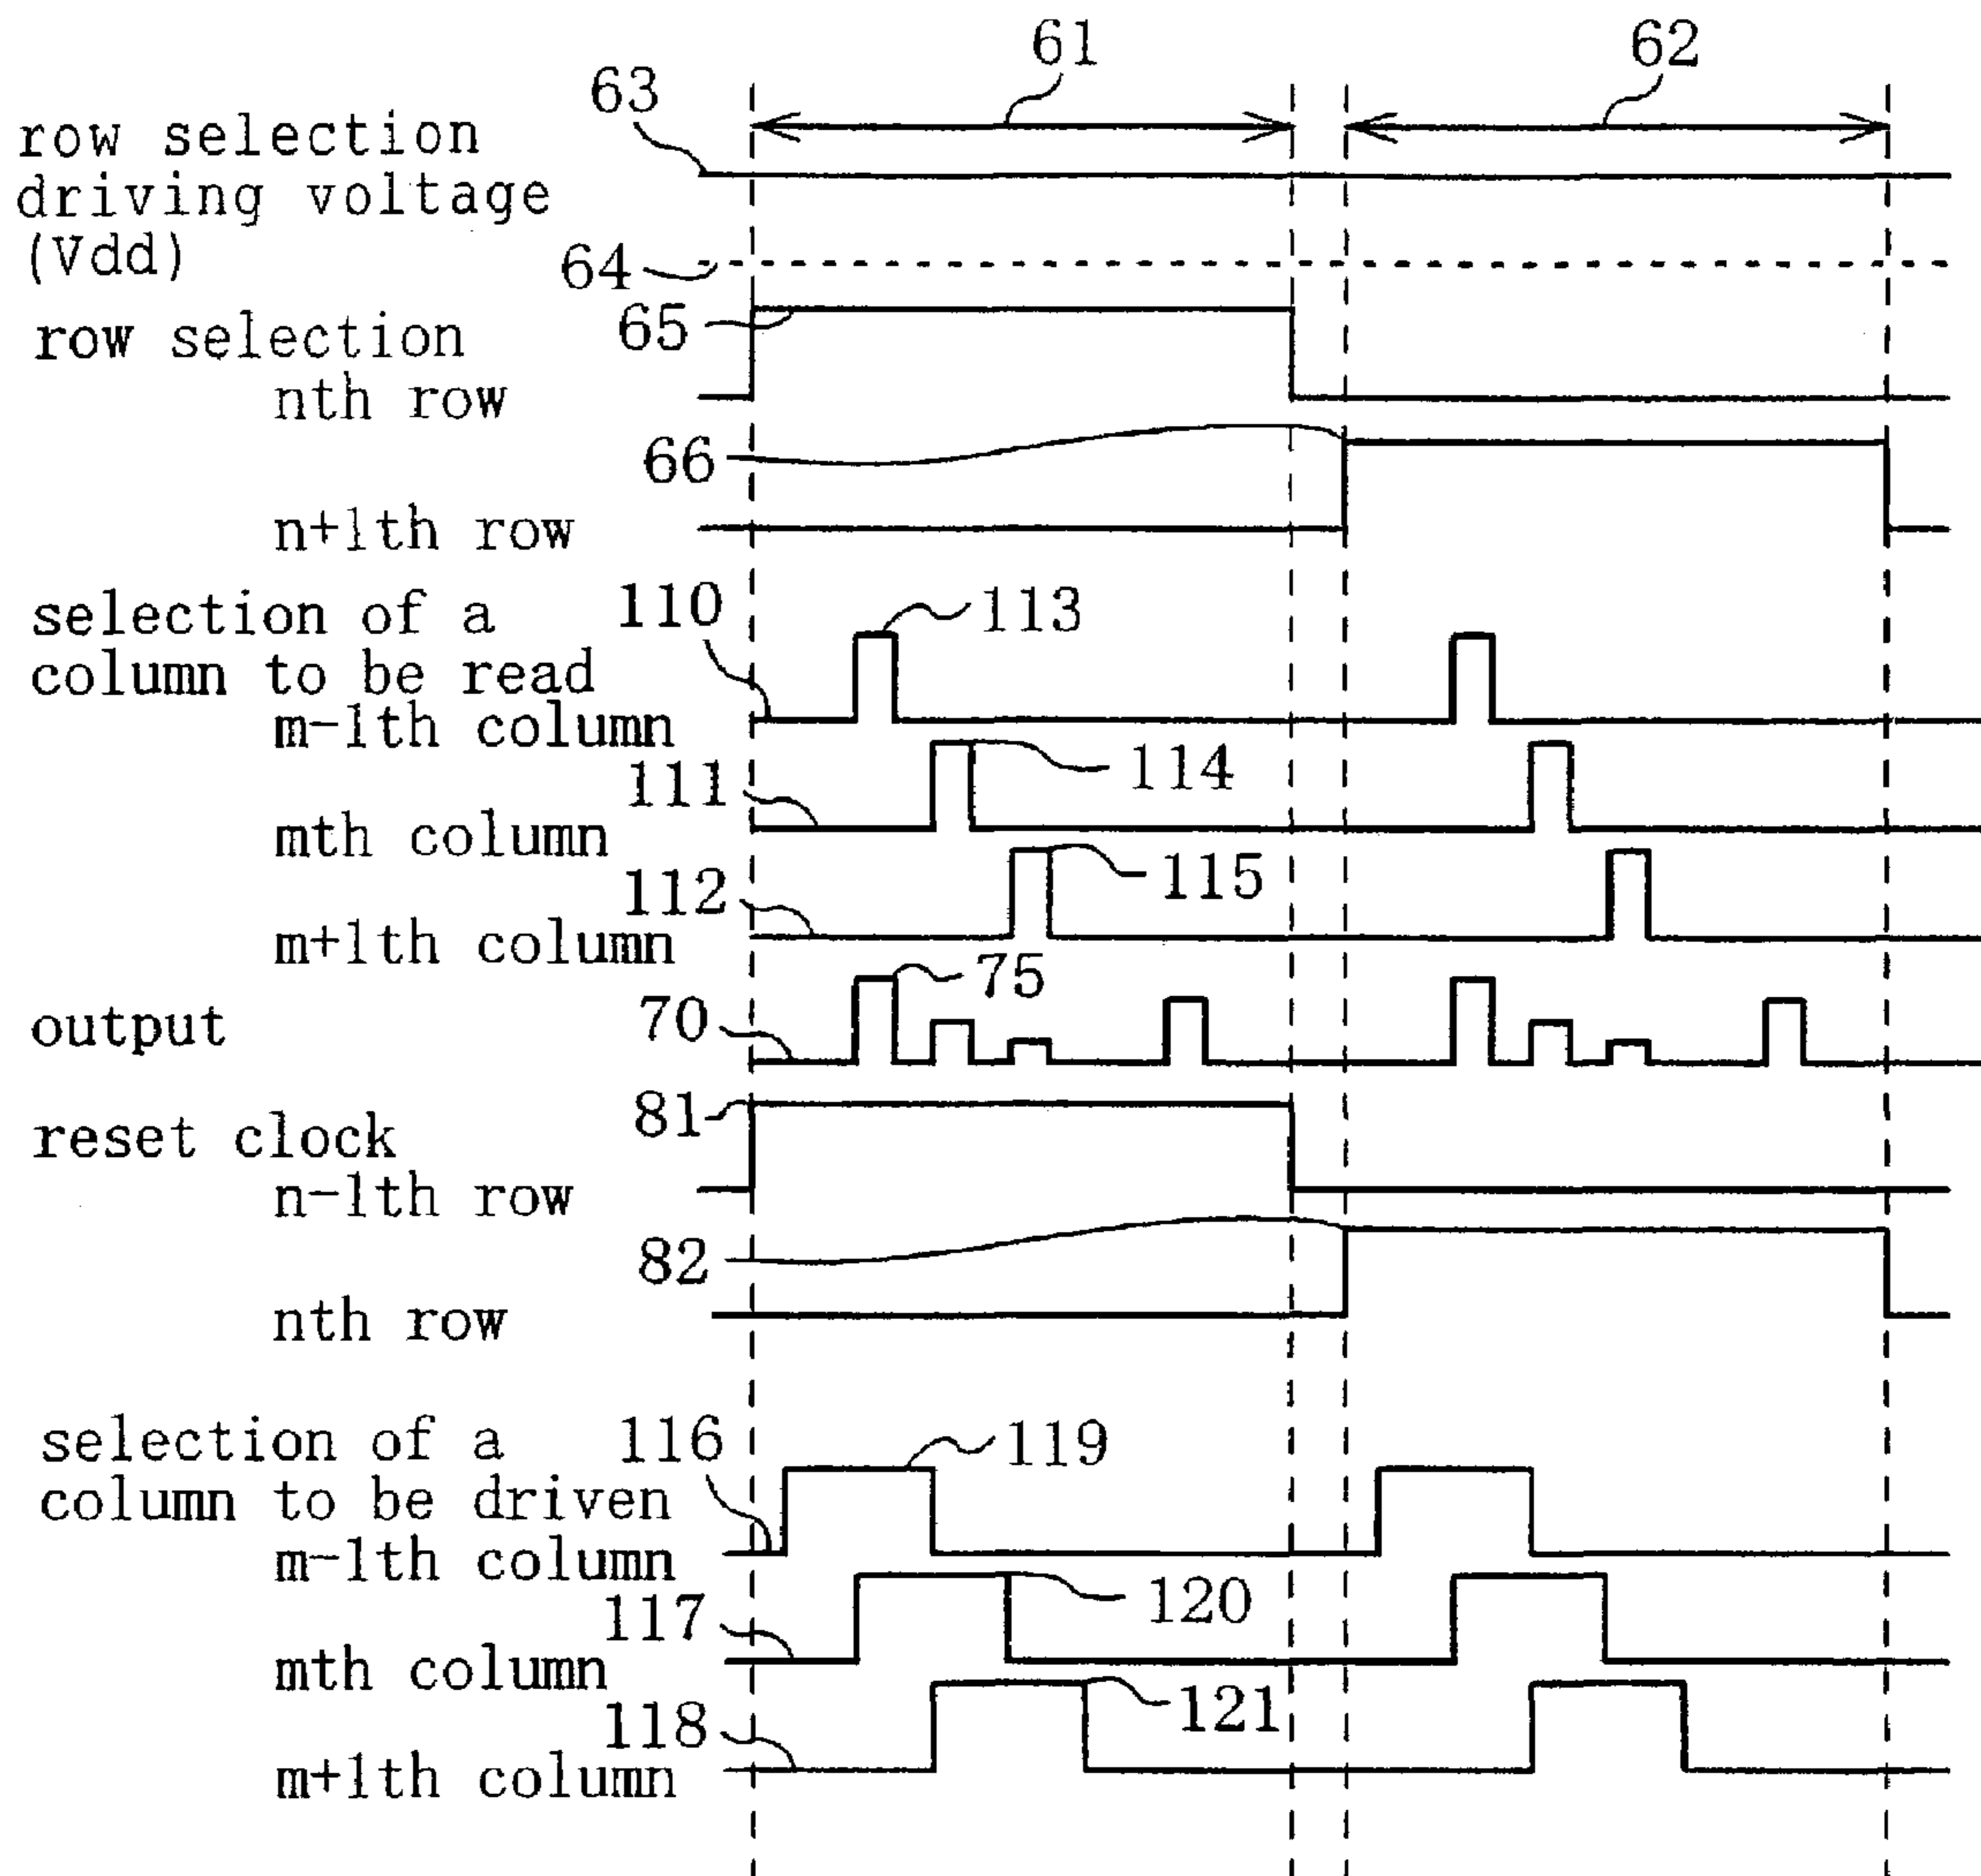 61
62
63
row selection
driving voltage
(Vdd)
64
65
row selection
nth row
66
n+1th row
selection of a
column to be read
110
113
m-1th column
114
111
mth column
115
112
m+1th column
75
70
output
81
reset clock
n-1th row
82
nth row
selection of a
column to be driven
116
119
m-1th column
120
117
mth column
121
118
m+1th column